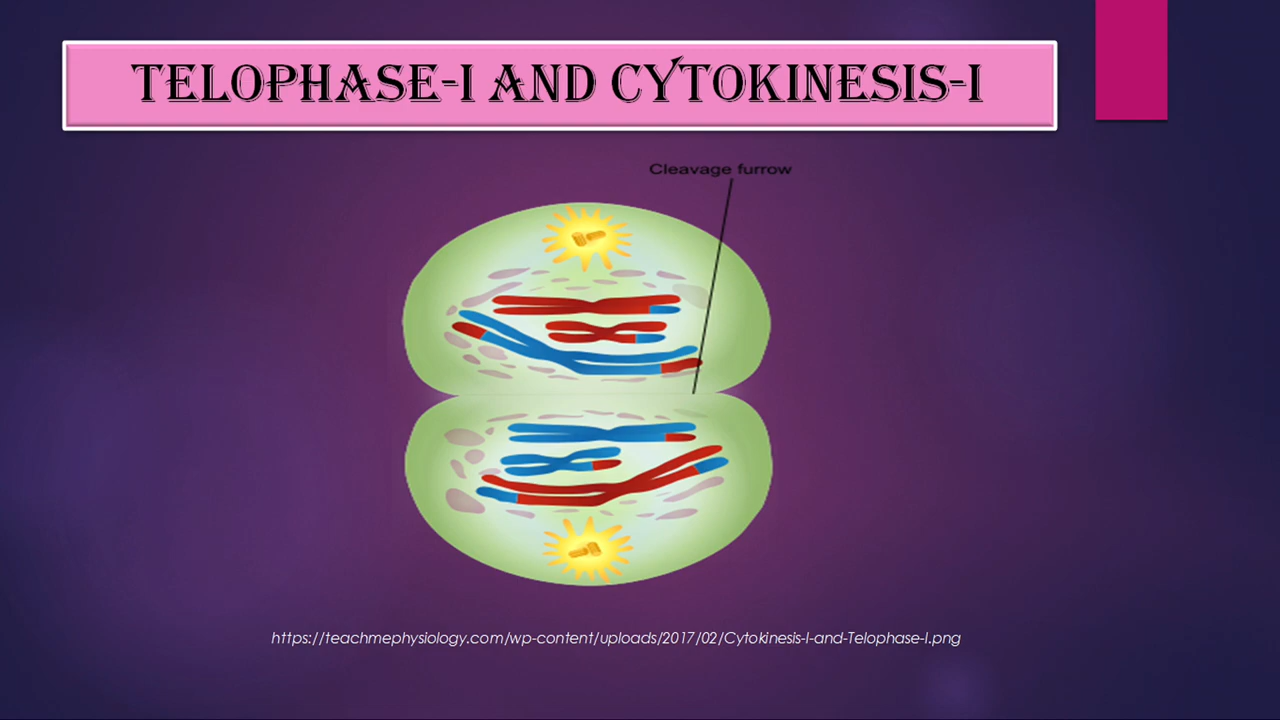 TELOPHASE-I AND CYTOKINESIS-I
Cleavage furrow
https://teachmephysiology.com/wp-content/uploads/2017/02/Cytokinesis-I-and-Telophase-I.png